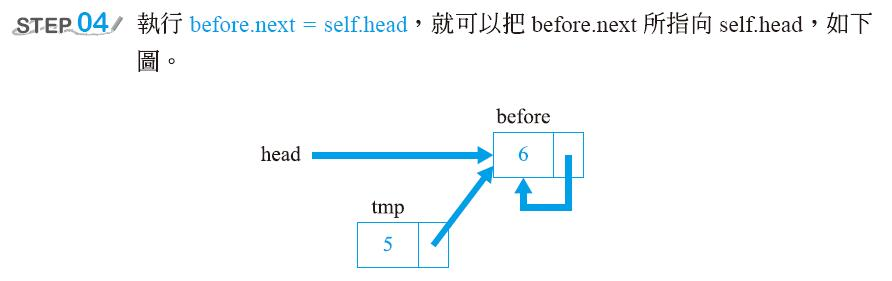 STEP 04 執行 before.next = self.head，就可以把 before.next 所指向 self.head，如下
圖。
before
head
6
tmp
5